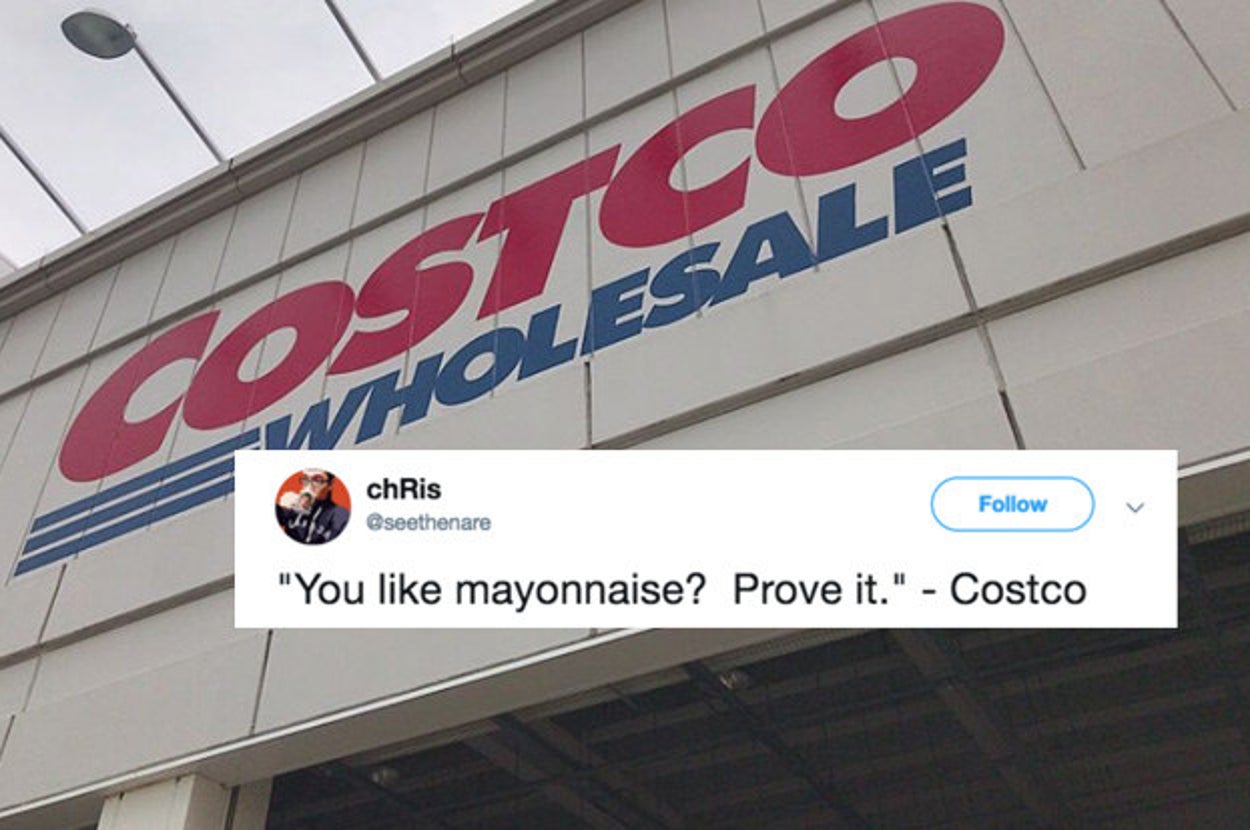 COSTCO
WHOLESALE
chRis
@seethenare
Follow
"You like mayonnaise?  Prove it." - Costco